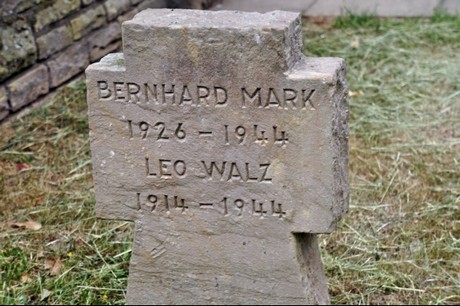 BERNHARD MARK
1926 – 1944
LEO WALZ
1914 – 1944